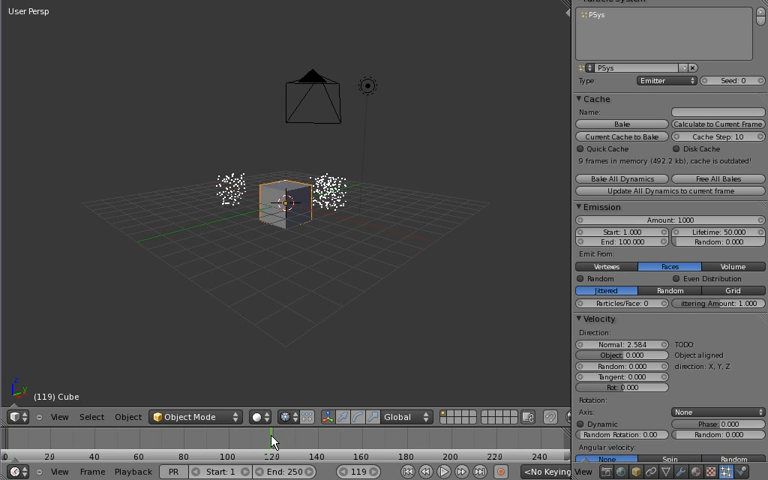 User Persp
(119) Cube
View Select Object Object Mode Global
0 20 40 60 80 100 120 140 160 180 200 220 240
View Frame Playback PR Start: 1 End: 250 119 <No Keying
PSys
PSys
Type: Emitter Seed: 0
Cache
Name:
Bake Calculate to Current Frame
Current Cache to Bake Cache Step: 10
Quick Cache Disk Cache
9 frames in memory (492.2 kb), cache is outdated!
Bake All Dynamics Free All Bakes
Update All Dynamics to current frame
Emission
Amount: 1000
Start: 1.000 Lifetime: 50.000
End: 100.000 Random: 0.000
Emit From:
Vertexes Faces Volume
Random Even Distribution
Jittered Random Grid
Particles/Face: 0 Jittering Amount: 1.000
Velocity
Direction:
Normal: 2.584 TODO:
Object: 0.000 Object aligned
Random: 0.000 direction: X, Y, Z
Tangent: 0.000
Rot: 0.000
Rotation:
Axis: None
Dynamic Phase: 0.000
Random Rotation: 0.00 Random: 0.000
Angular velocity
None Spin Random
View